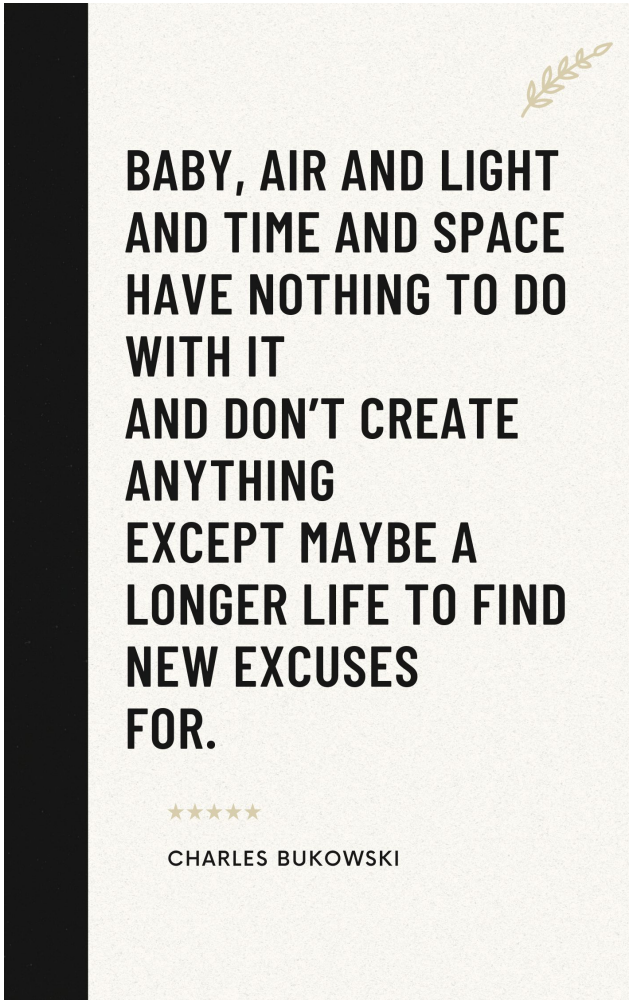 BABY, AIR AND LIGHT
AND TIME AND SPACE
HAVE NOTHING TO DO
WITH IT
AND DON’T CREATE
ANYTHING
EXCEPT MAYBE A
LONGER LIFE TO FIND
NEW EXCUSES
FOR.
CHARLES BUKOWSKI